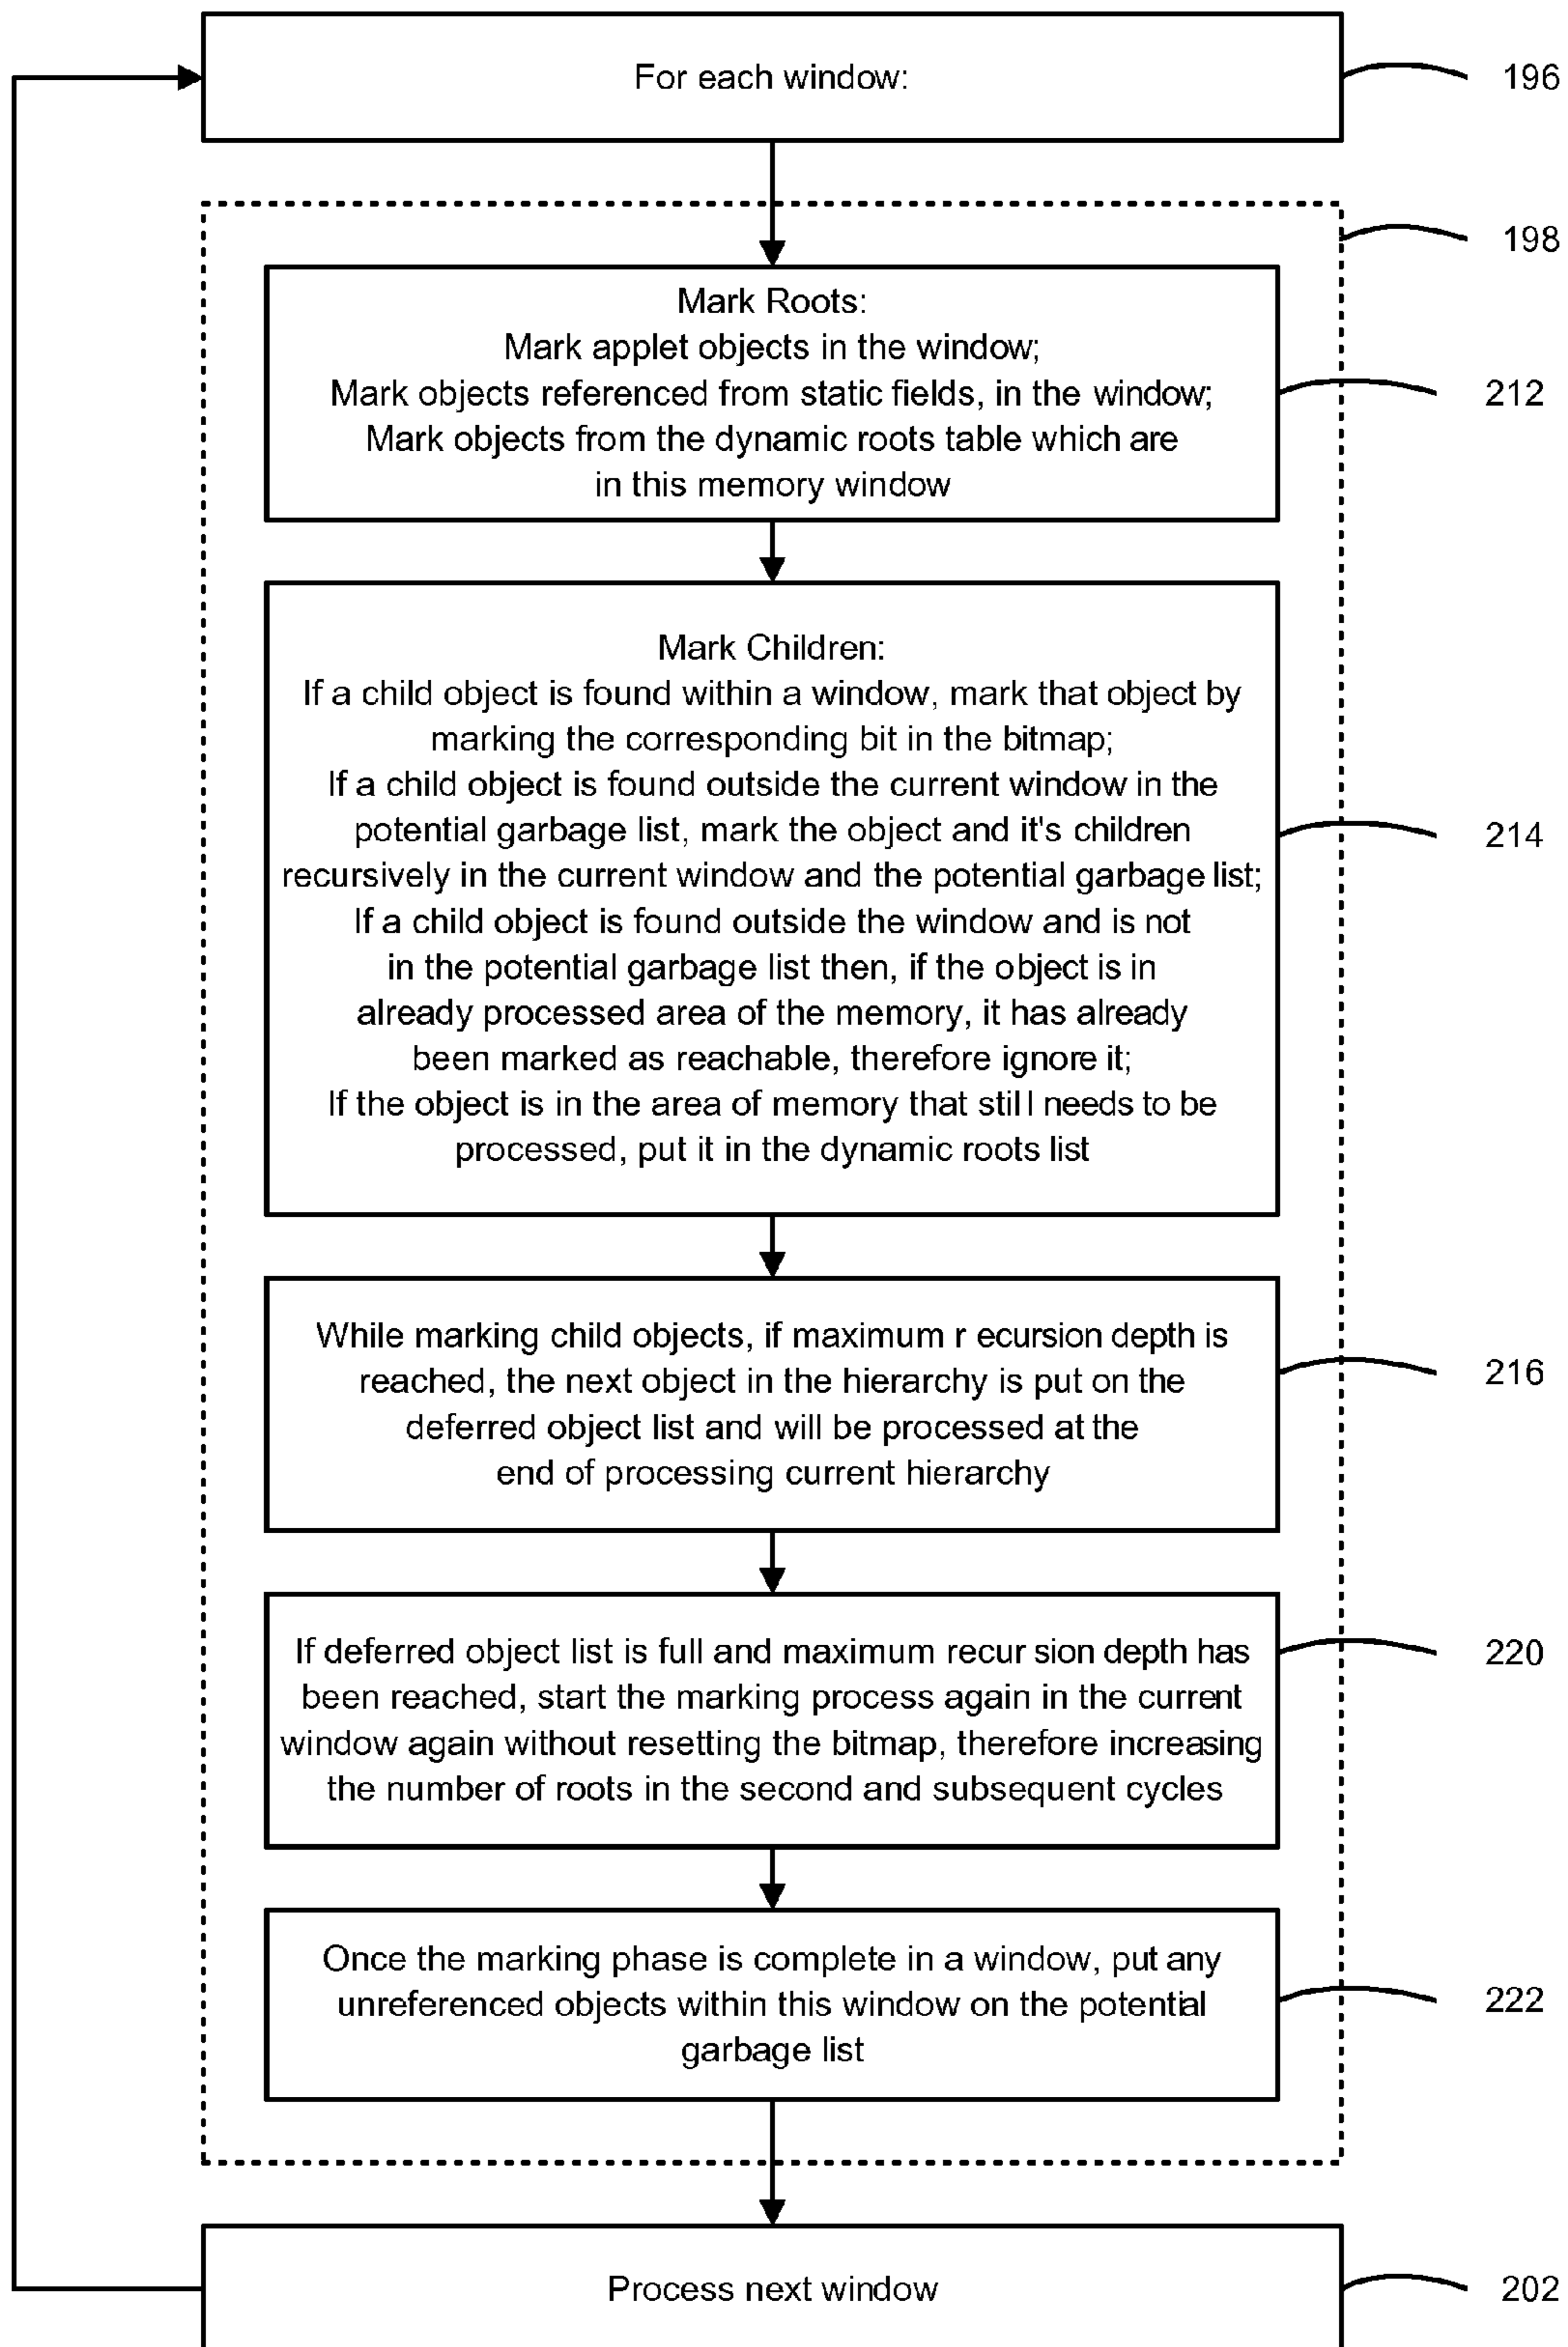 For each window:
196
198
Mark Roots:
Mark applet objects in the window;
Mark objects referenced from static fields, in the window;
Mark objects from the dynamic roots table which are
in this memory window
212
Mark Children:
If a child object is found within a window, mark that object by
marking the corresponding bit in the bitmap;
If a child object is found outside the current window in the
potential garbage list, mark the object and it's children
recursively in the current window and the potential garbage list;
If a child object is found outside the window and is not
in the potential garbage list then, if the object is in
already processed area of the memory, it has already
been marked as reachable, therefore ignore it;
If the object is in the area of memory that still needs to be
processed, put it in the dynamic roots list
214
While marking child objects, if maximum r ecursion depth is
reached, the next object in the hierarchy is put on the
deferred object list and will be processed at the
end of processing current hierarchy
216
If deferred object list is full and maximum recur sion depth has
been reached, start the marking process again in the current
window again without resetting the bitmap, therefore increasing
the number of roots in the second and subsequent cycles
220
Once the marking phase is complete in a window, put any
unreferenced objects within this window on the potential
garbage list
222
Process next window
202